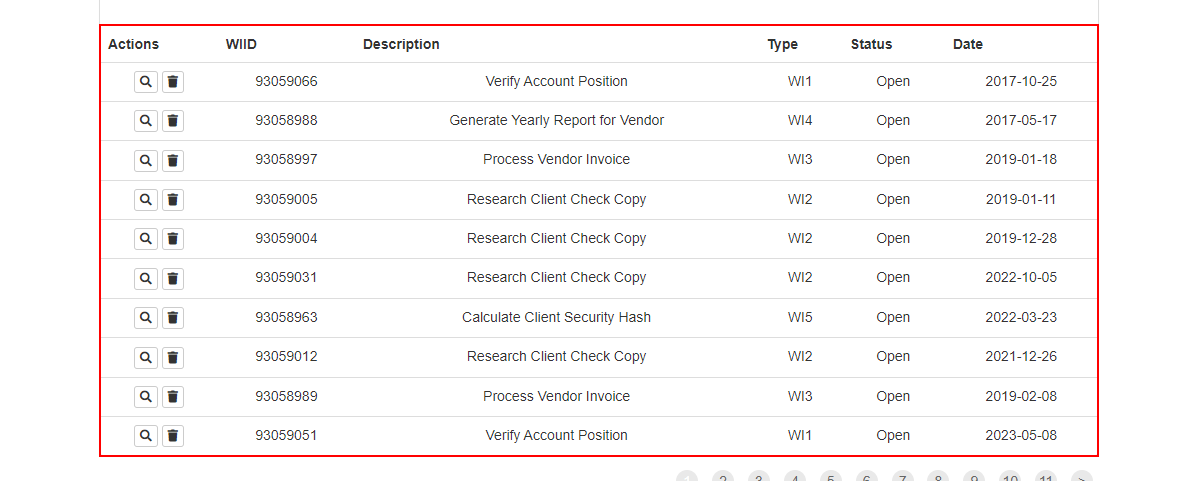 Actions WIID Description Type Status Date
93059066 Verify Account Position WI1 Open 2017-10-25
93058988 Generate Yearly Report for Vendor WI4 Open 2017-05-17
93058997 Process Vendor Invoice WI3 Open 2019-01-18
93059005 Research Client Check Copy WI2 Open 2019-01-11
93059004 Research Client Check Copy WI2 Open 2019-12-28
93059031 Research Client Check Copy WI2 Open 2022-10-05
93058963 Calculate Client Security Hash WI5 Open 2022-03-23
93059012 Research Client Check Copy WI2 Open 2021-12-26
93058989 Process Vendor Invoice WI3 Open 2019-02-08
93059051 Verify Account Position WI1 Open 2023-05-08
1 2 3 4 5 6 7 8 9 10 11 >